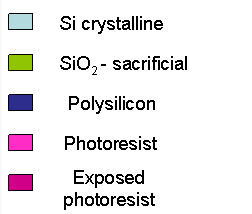 Si crystalline
SiO₂ - sacrificial
Polysilicon
Photoresist
Exposed
photoresist